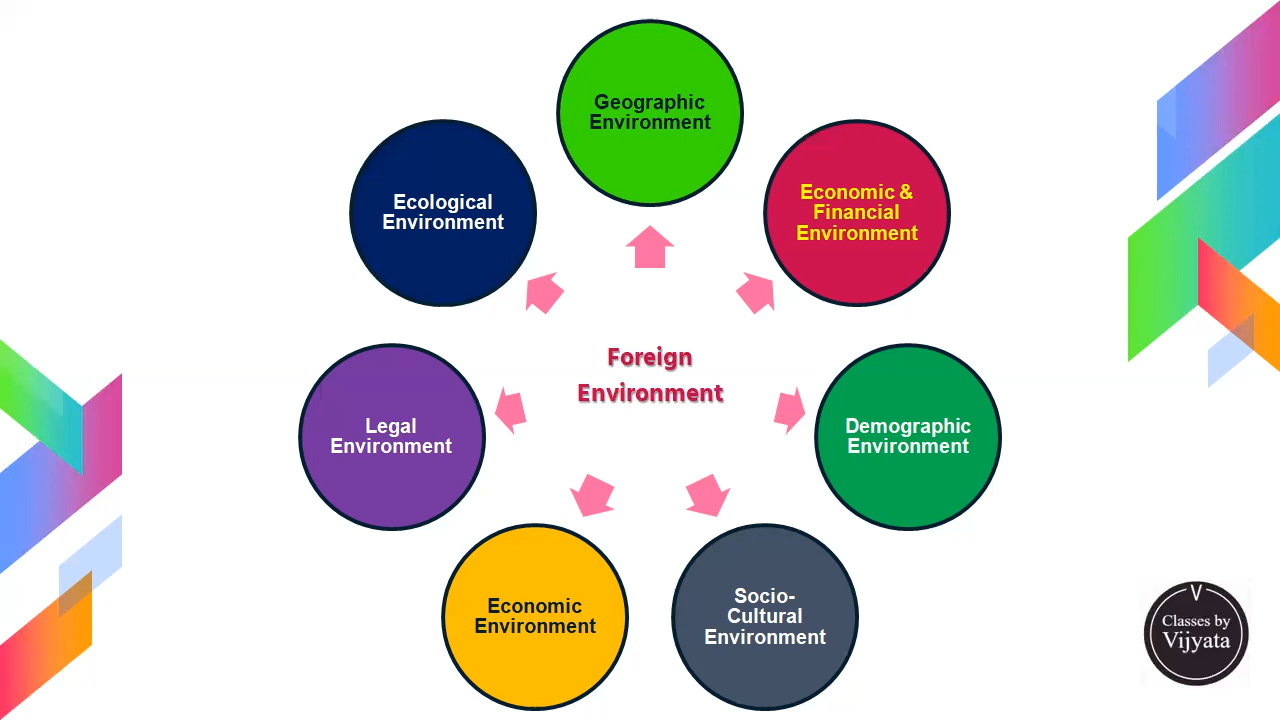 Geographic
Environment
Economic &
Financial
Environment
Demographic
Environment
Socio-
Cultural
Environment
Economic
Environment
Legal
Environment
Ecological
Environment
Foreign
Environment
V
Classes by
Vijyata